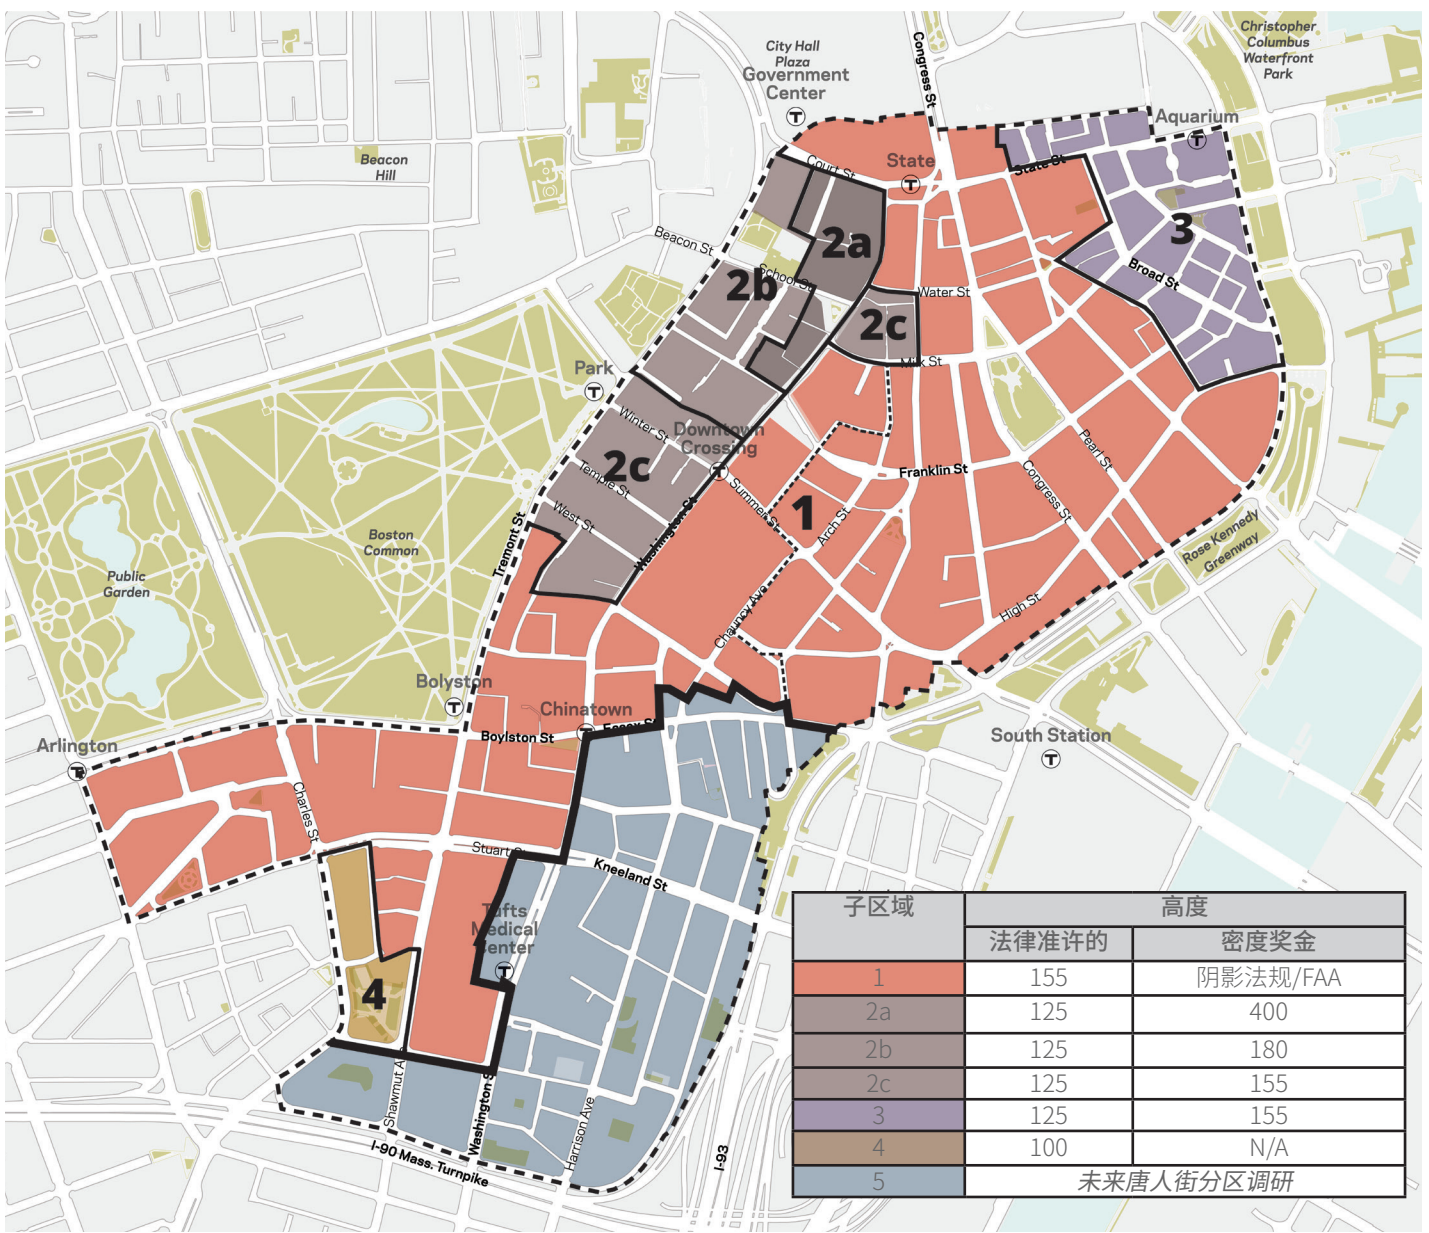 Christopher
Columbus
Waterfront
Park
City Hall
Plaza
Government
Center
T
Congress St
Aquarium
T
Beacon
Hill
Court St
State
T
State St
2a
3
Beacon St
School St
2b
Broad St
Water St
2c
Milk St
Park
T
Winter St
Downtown
Crossing
T
2c
Temple St
West St
Washington St
Summer St
1
Arch St
Franklin St
Congress St
Pearl St
Tremont St
Boston
Common
Public
Garden
Rose Kennedy
Greenway
High St
Chauncy Ave
Bolyston
T
Chinatown
T
Essex St
Boylston St
South Station
T
Arlington
T
Charles St
Stuart St
Kneeland St
Tufts
Medical
Center
T
4
Shawmut Ave
Washington St
Harrison Ave
I-90 Mass. Turnpike
I-93
子区域 高度
法律准许的 密度奖金
1 155 阴影法规/FAA
2a 125 400
2b 125 180
2c 125 155
3 125 155
4 100 N/A
5 未来唐人街分区调研